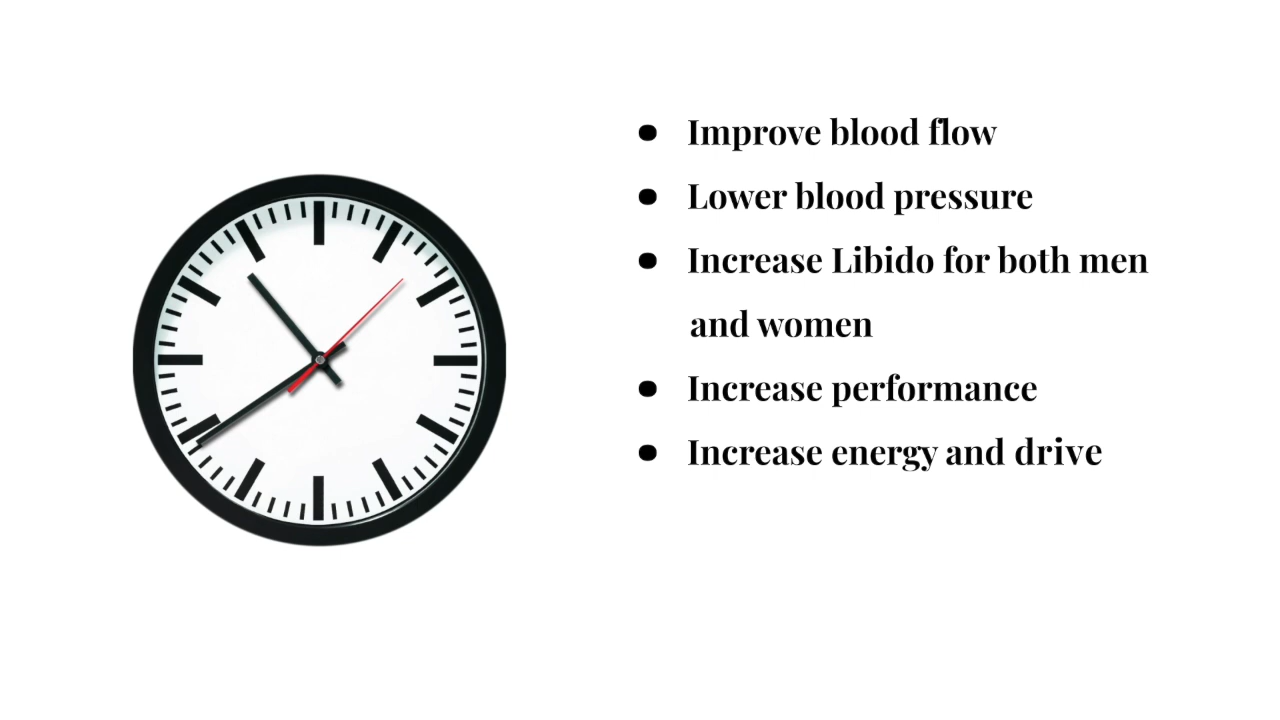 • Improve blood flow
• Lower blood pressure
• Increase Libido for both men
and women
• Increase performance
• Increase energy and drive